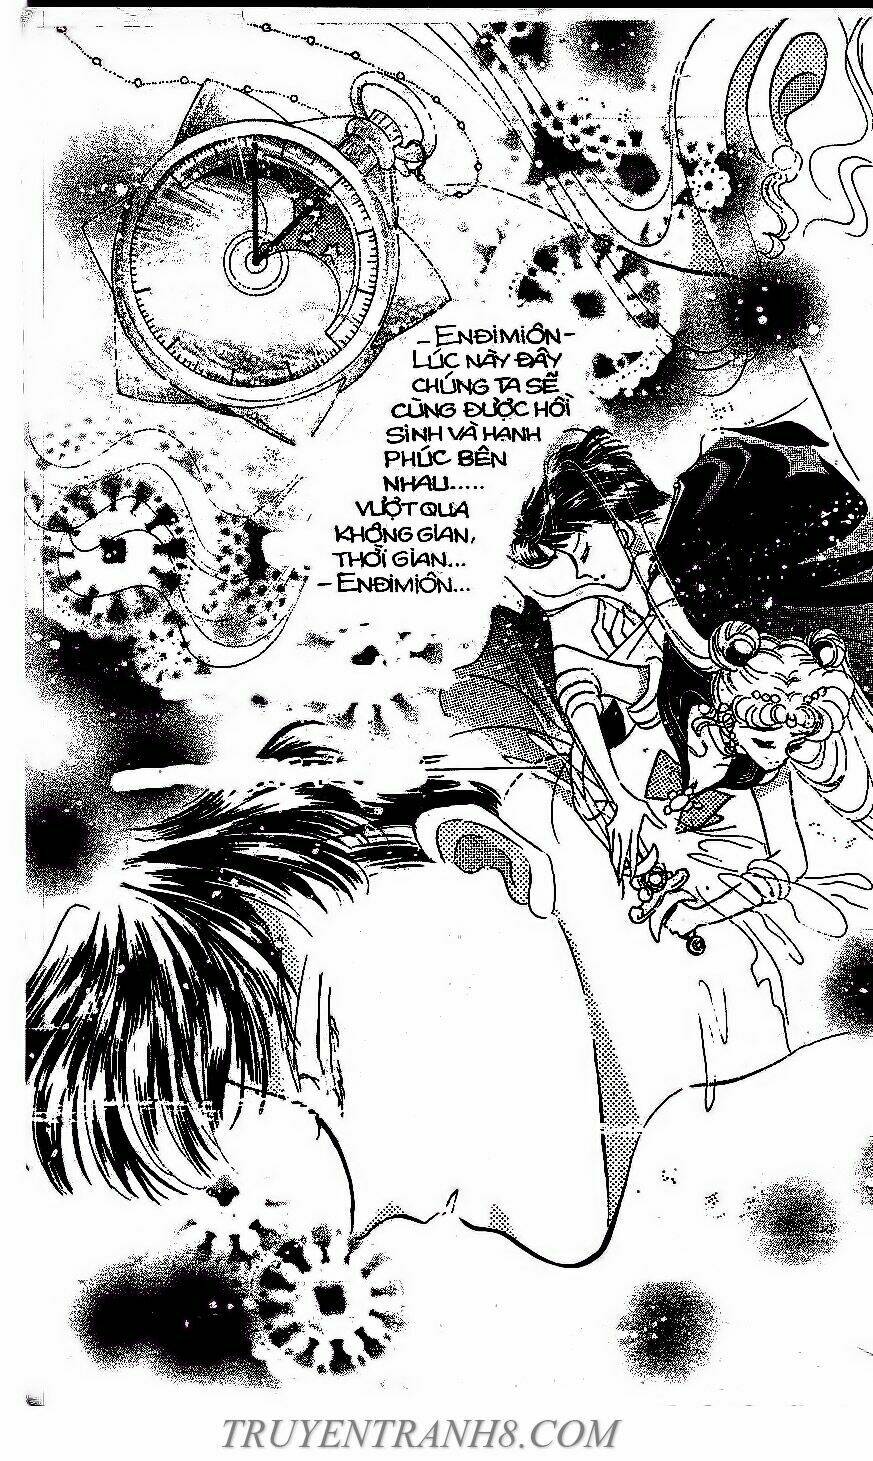 - ENĐIMIÔN -
LÚC NÀY ĐÂY
CHÚNG TA SẼ
CÙNG ĐƯỢC HỒI
SINH VÀ HẠNH
PHÚC BÊN
NHAU.....
VƯỢT QUA
KHÔNG GIAN,
THỜI GIAN...
- ENĐIMIÔN...
TRUYENTRANH8.COM